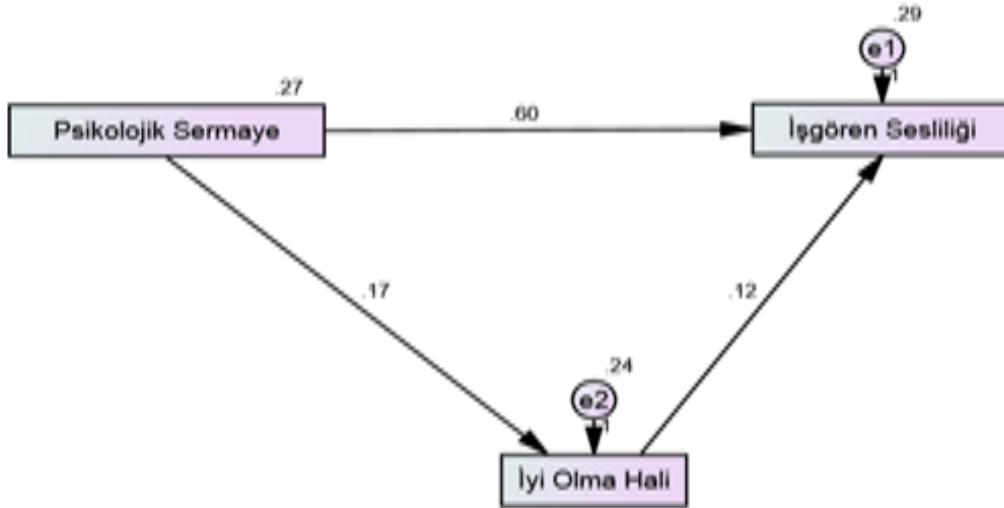 .29
e1
1
.27
Psikolojik Sermaye
.60
İşgören Sesliliği
.17
.12
.24
e2
1
İyi Olma Hali